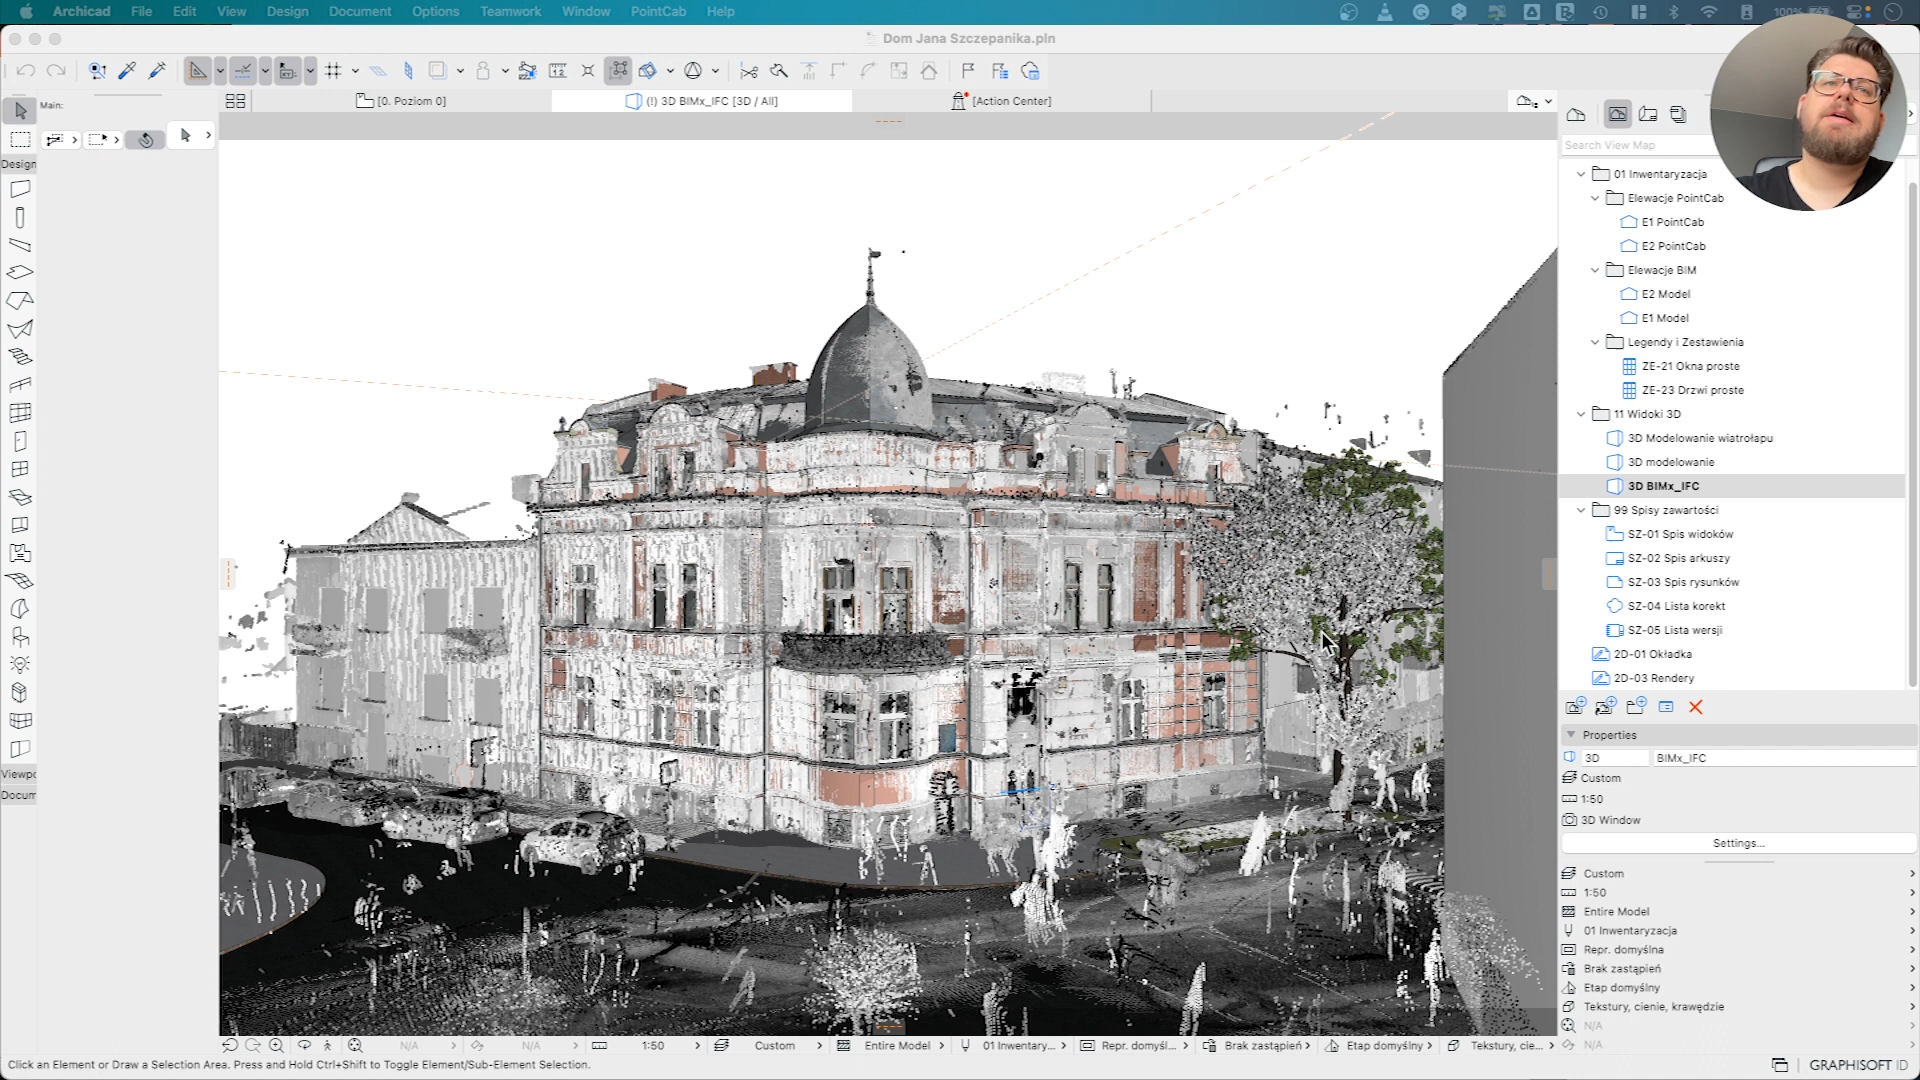 Archicad File Edit View Design Document Options Teamwork Window PointCab Help 100%
Dom Jana Szczepanika.pln
Main:
[0. Poziom 0]
(!) 3D BIMx_IFC [3D / All]
[Action Center]
Design
Search View Map
01 Inwentaryzacja
Elewacje PointCab
E1 PointCab
E2 PointCab
Elewacje BIM
E2 Model
E1 Model
Legendy i Zestawienia
ZE-21 Okna proste
ZE-23 Drzwi proste
11 Widoki 3D
3D Modelowanie wiatrołapu
3D modelowanie
3D BIMx_IFC
99 Spisy zawartości
SZ-01 Spis widoków
SZ-02 Spis arkuszy
SZ-03 Spis rysunków
SZ-04 Lista korekt
SZ-05 Lista wersji
2D-01 Okładka
2D-03 Rendery
Properties
3D BIMx_IFC
Custom
1:50
3D Window
Settings...
Custom
1:50
Entire Model
01 Inwentaryzacja
Repr. domyślna
Brak zastąpień
Etap domyślny
Tekstury, cienie, krawędzie
N/A
N/A
Viewpo
Docum
N/A N/A 1:50 Custom Entire Model 01 Inwentary... Repr. domyśl... Brak zastąpień Etap domyślny Tekstury, cie...
Click an Element or Draw a Selection Area. Press and Hold Ctrl+Shift to Toggle Element/Sub-Element Selection.
GRAPHISOFT ID